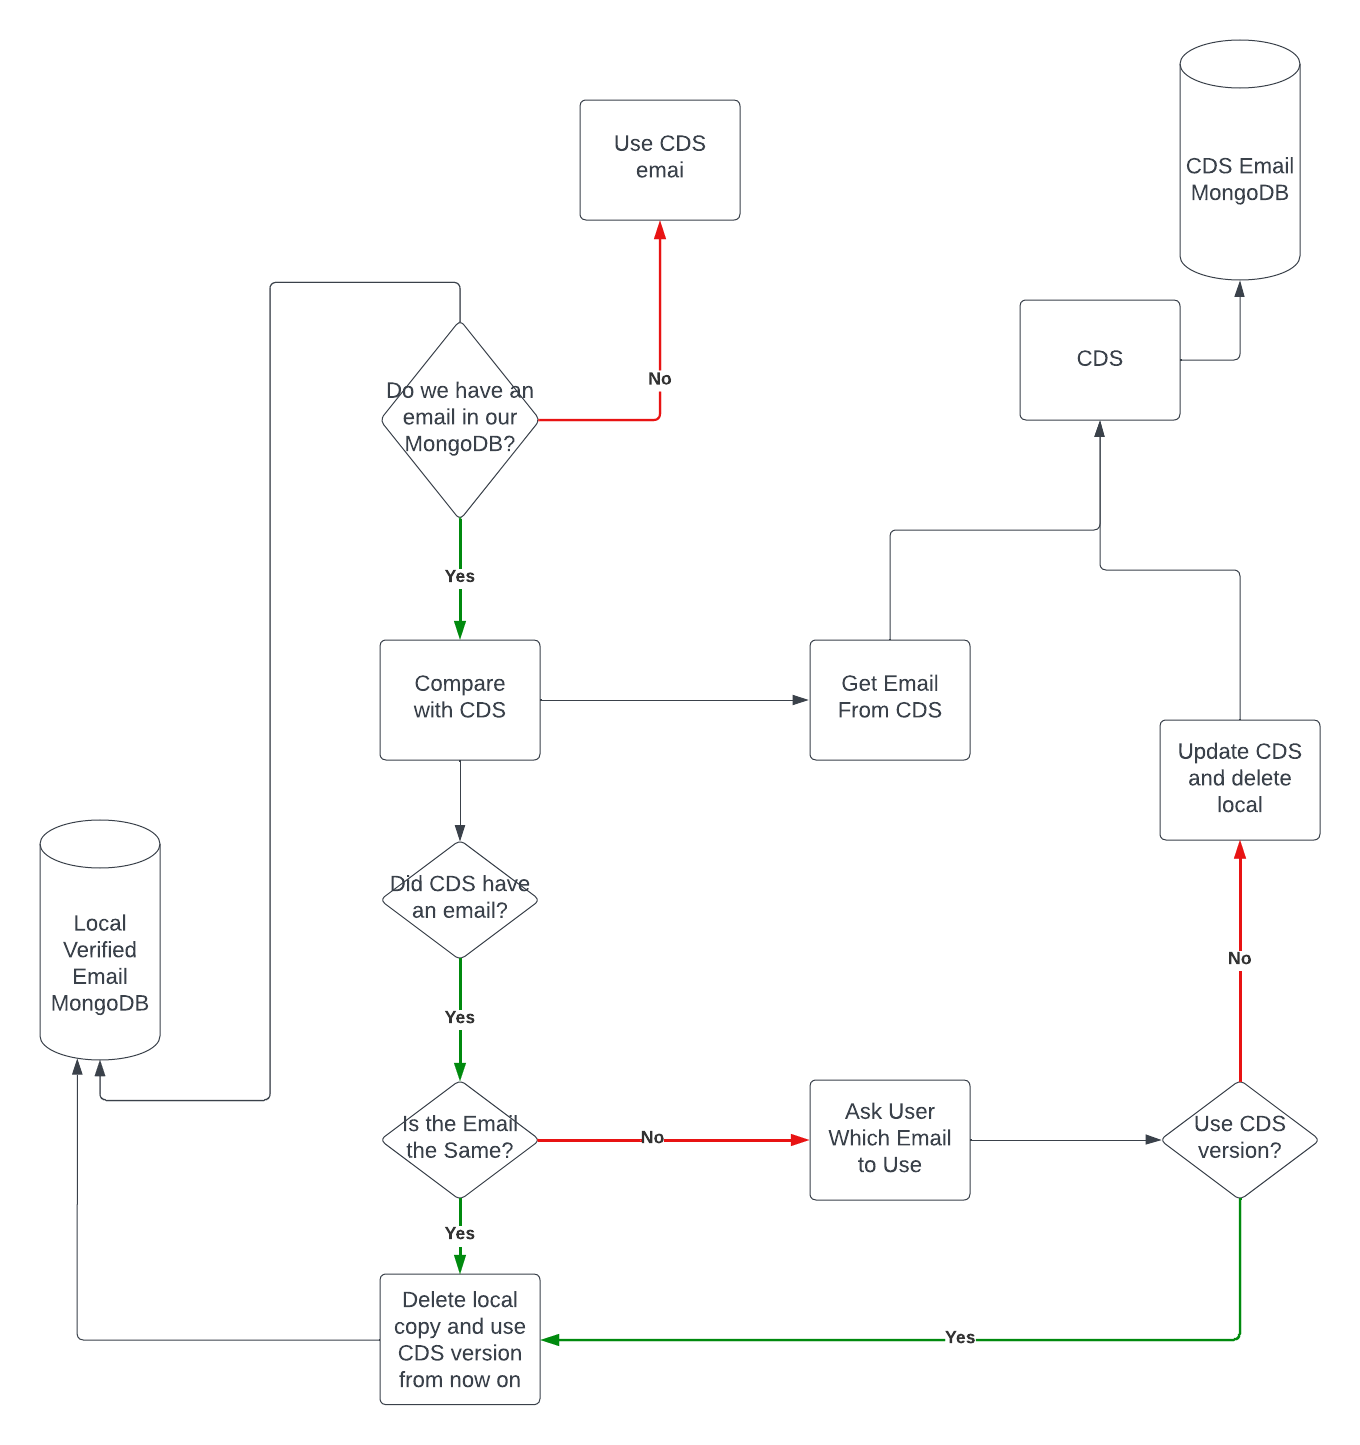 Use CDS
emai
CDS Email
MongoDB
CDS
Do we have an
email in our
MongoDB?
No
Yes
Compare
with CDS
Get Email
From CDS
Update CDS
and delete
local
Did CDS have
an email?
Local
Verified
Email
MongoDB
No
Yes
Is the Email
the Same?
No
Ask User
Which Email
to Use
Use CDS
version?
Yes
Delete local
copy and use
CDS version
from now on
Yes